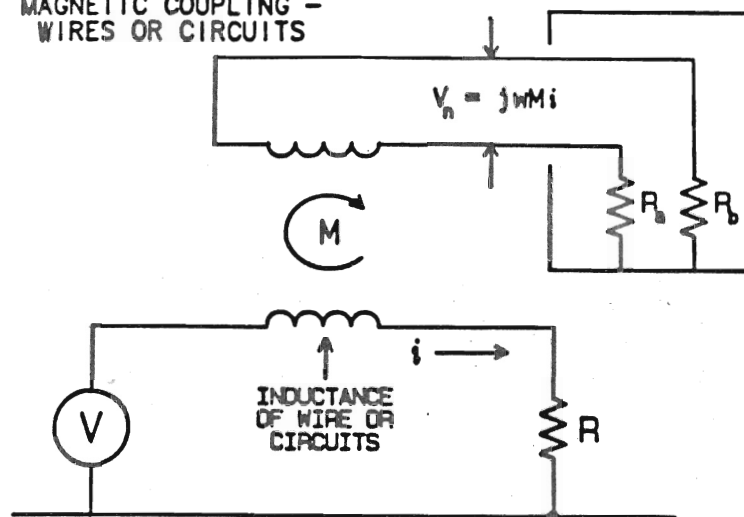 MAGNETIC COUPLING –
WIRES OR CIRCUITS
Vn = jwMi
Ra
Rb
M
i
INDUCTANCE
OF WIRE OR
CIRCUITS
V
R